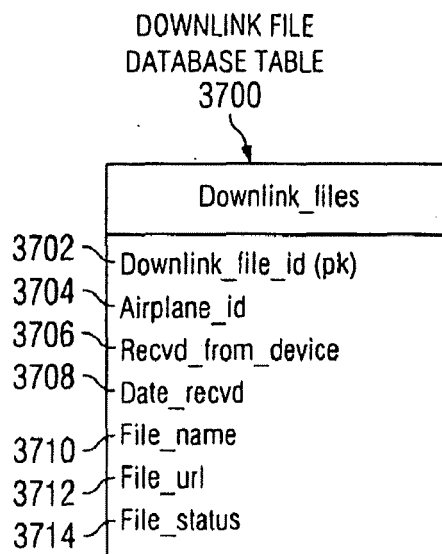 DOWNLINK FILE
DATABASE TABLE
3700
Downlink_files
3702 Downlink_file_id (pk)
3704 Airplane_id
3706 Recvd_from_device
3708 Date_recvd
3710 File_name
3712 File_url
3714 File_status